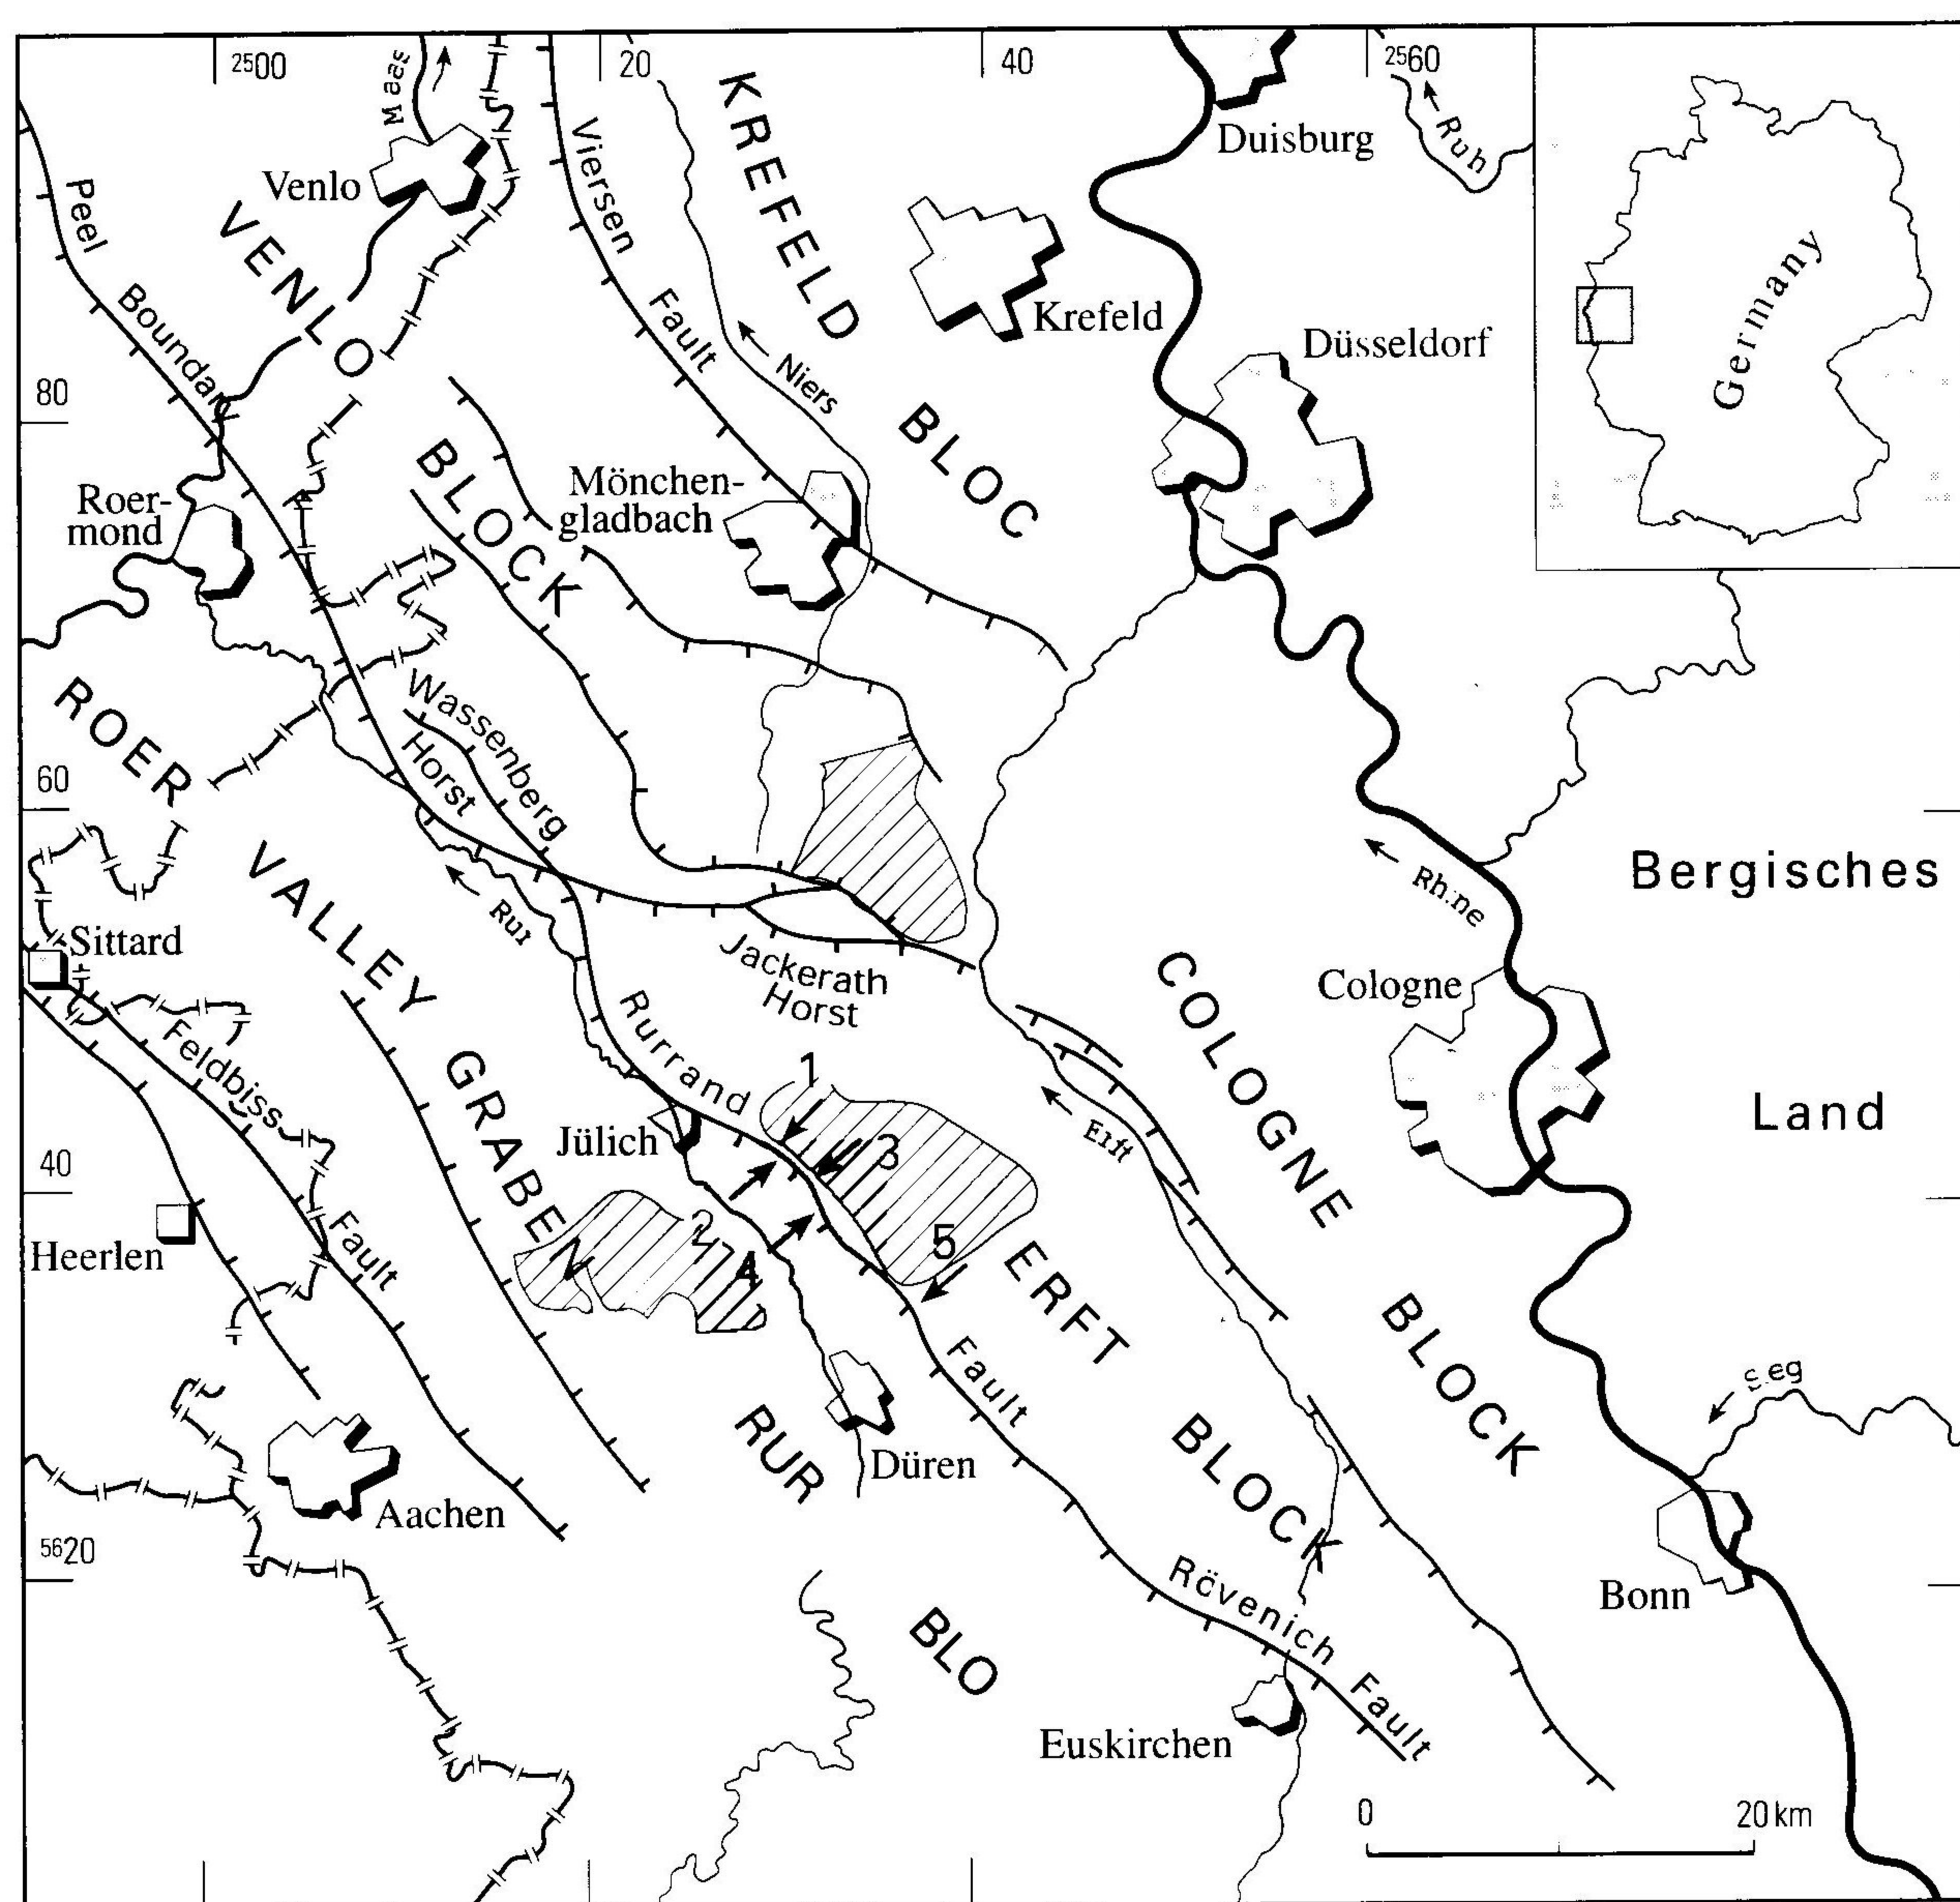 2500
20
40
2560
Maas
Duisburg
Ruh
Venlo
Peel
Boundary
VENLO
BLOCK
Viersen
Fault
KREFELD
BLOC
Krefeld
Niers
Düsseldorf
Germany
80
Mönchen-
gladbach
Roer-
mond
ROER
VALLEY
GRABEN
Wassenberg
Horst
60
Rhine
Bergisches
Land
Sittard
Jackerath
Horst
Rur
Cologne
COLOGNE
BLOCK
Feldbiss
Fault
Rurrand
Fault
1
2
3
4
5
Jülich
Erft
40
Heerlen
ERFT
BLOCK
RUR
BLO
Düren
Aachen
Sieg
5620
Bonn
Rövenich
Fault
Euskirchen
0
20 km